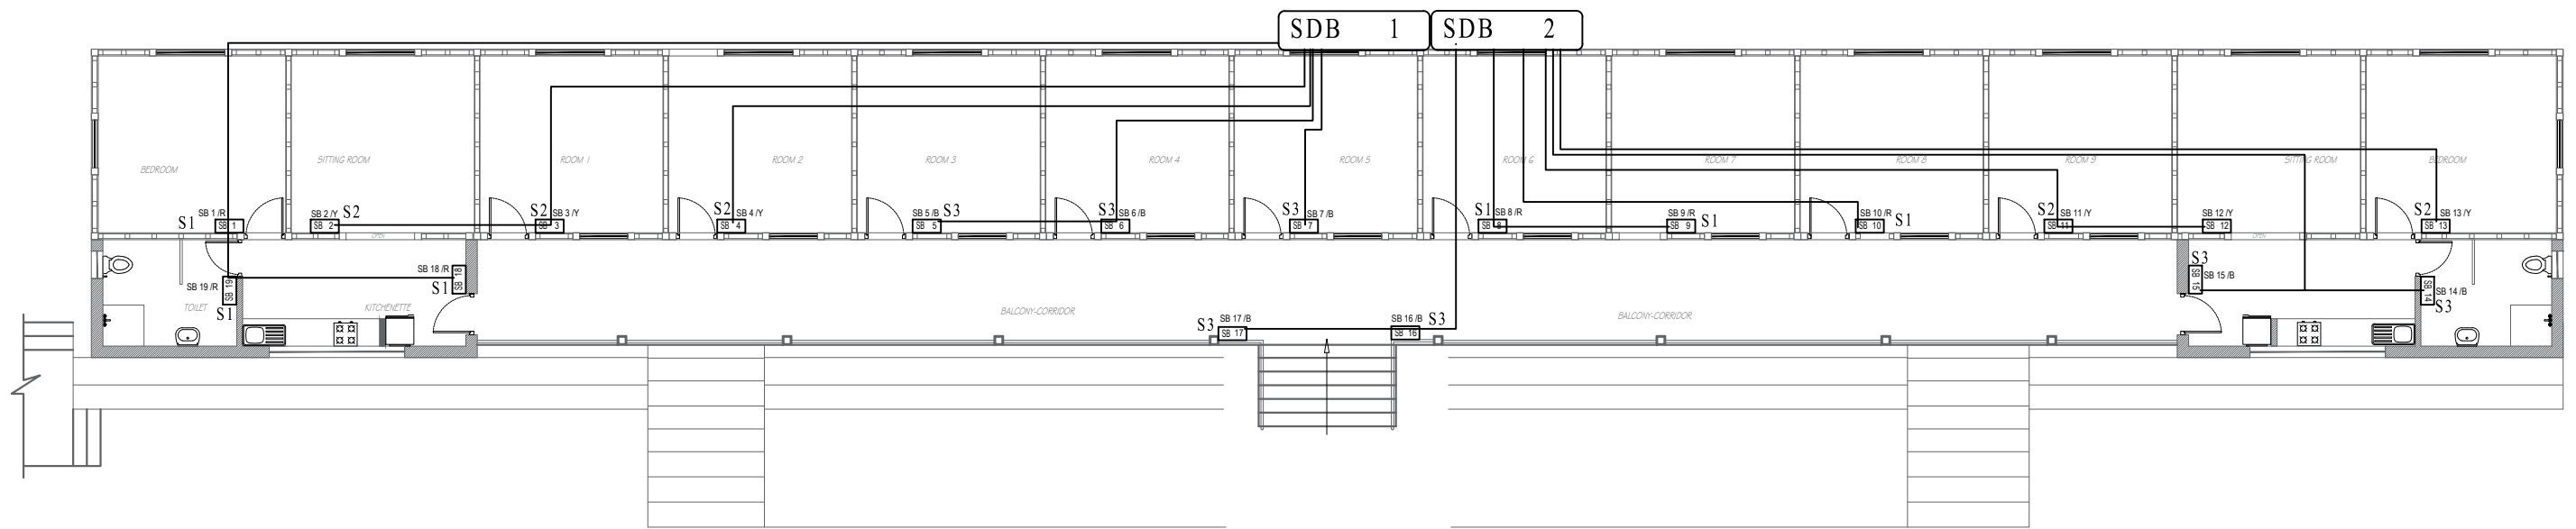 SDB 1
SDB 2
BEDROOM
SITTING ROOM
ROOM 1
ROOM 2
ROOM 3
ROOM 4
ROOM 5
ROOM 6
ROOM 7
ROOM 8
ROOM 9
SITTING ROOM
BEDROOM
S1
SB 1 /R
SB 1
SB 2 /Y
SB 2
S2
S2
SB 3 /Y
SB 3
S2
SB 4 /Y
SB 4
SB 5 /B
SB 5
S3
S3
SB 6 /B
SB 6
S3
SB 7 /B
SB 7
S1
SB 8 /R
SB 8
SB 9 /R
SB 9
S1
SB 10 /R
SB 10
S1
S2
SB 11 /Y
SB 11
SB 12 /Y
SB 12
S2
SB 13 /Y
SB 13
OPEN
OPEN
SB 19 /R
SB 19
S1
TOILET
SB 18 /R
SB 18
S1
KITCHENETTE
BALCONY-CORRIDOR
SB 17 /B
S3
SB 17
SB 16 /B
S3
SB 16
BALCONY-CORRIDOR
S3
SB 15 /B
SB 15
SB 14 /B
SB 14
S3